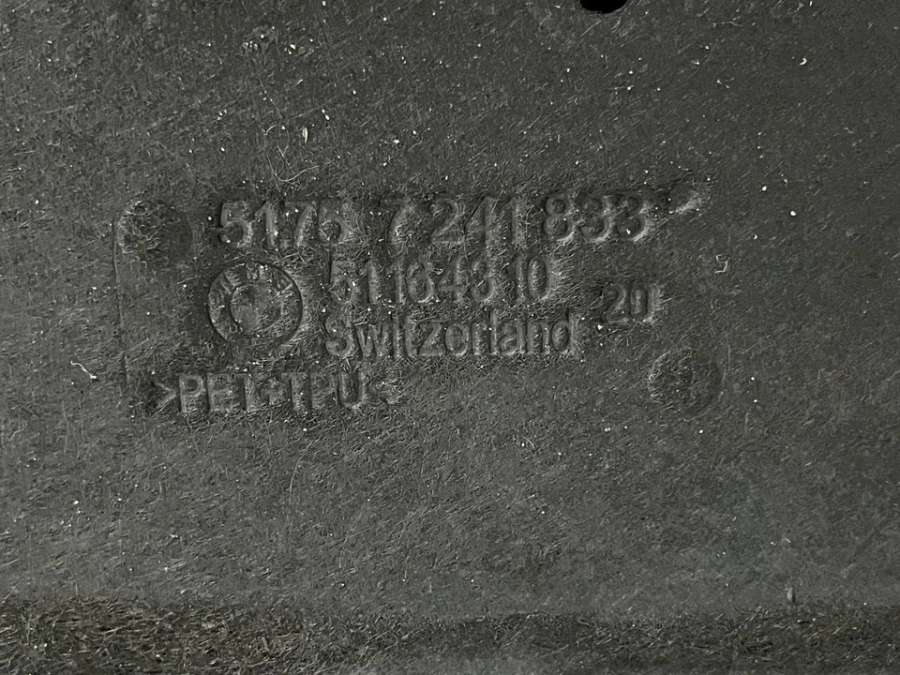 51.75 7 241 833
51164310
Switzerland 20
>PET+TPU<